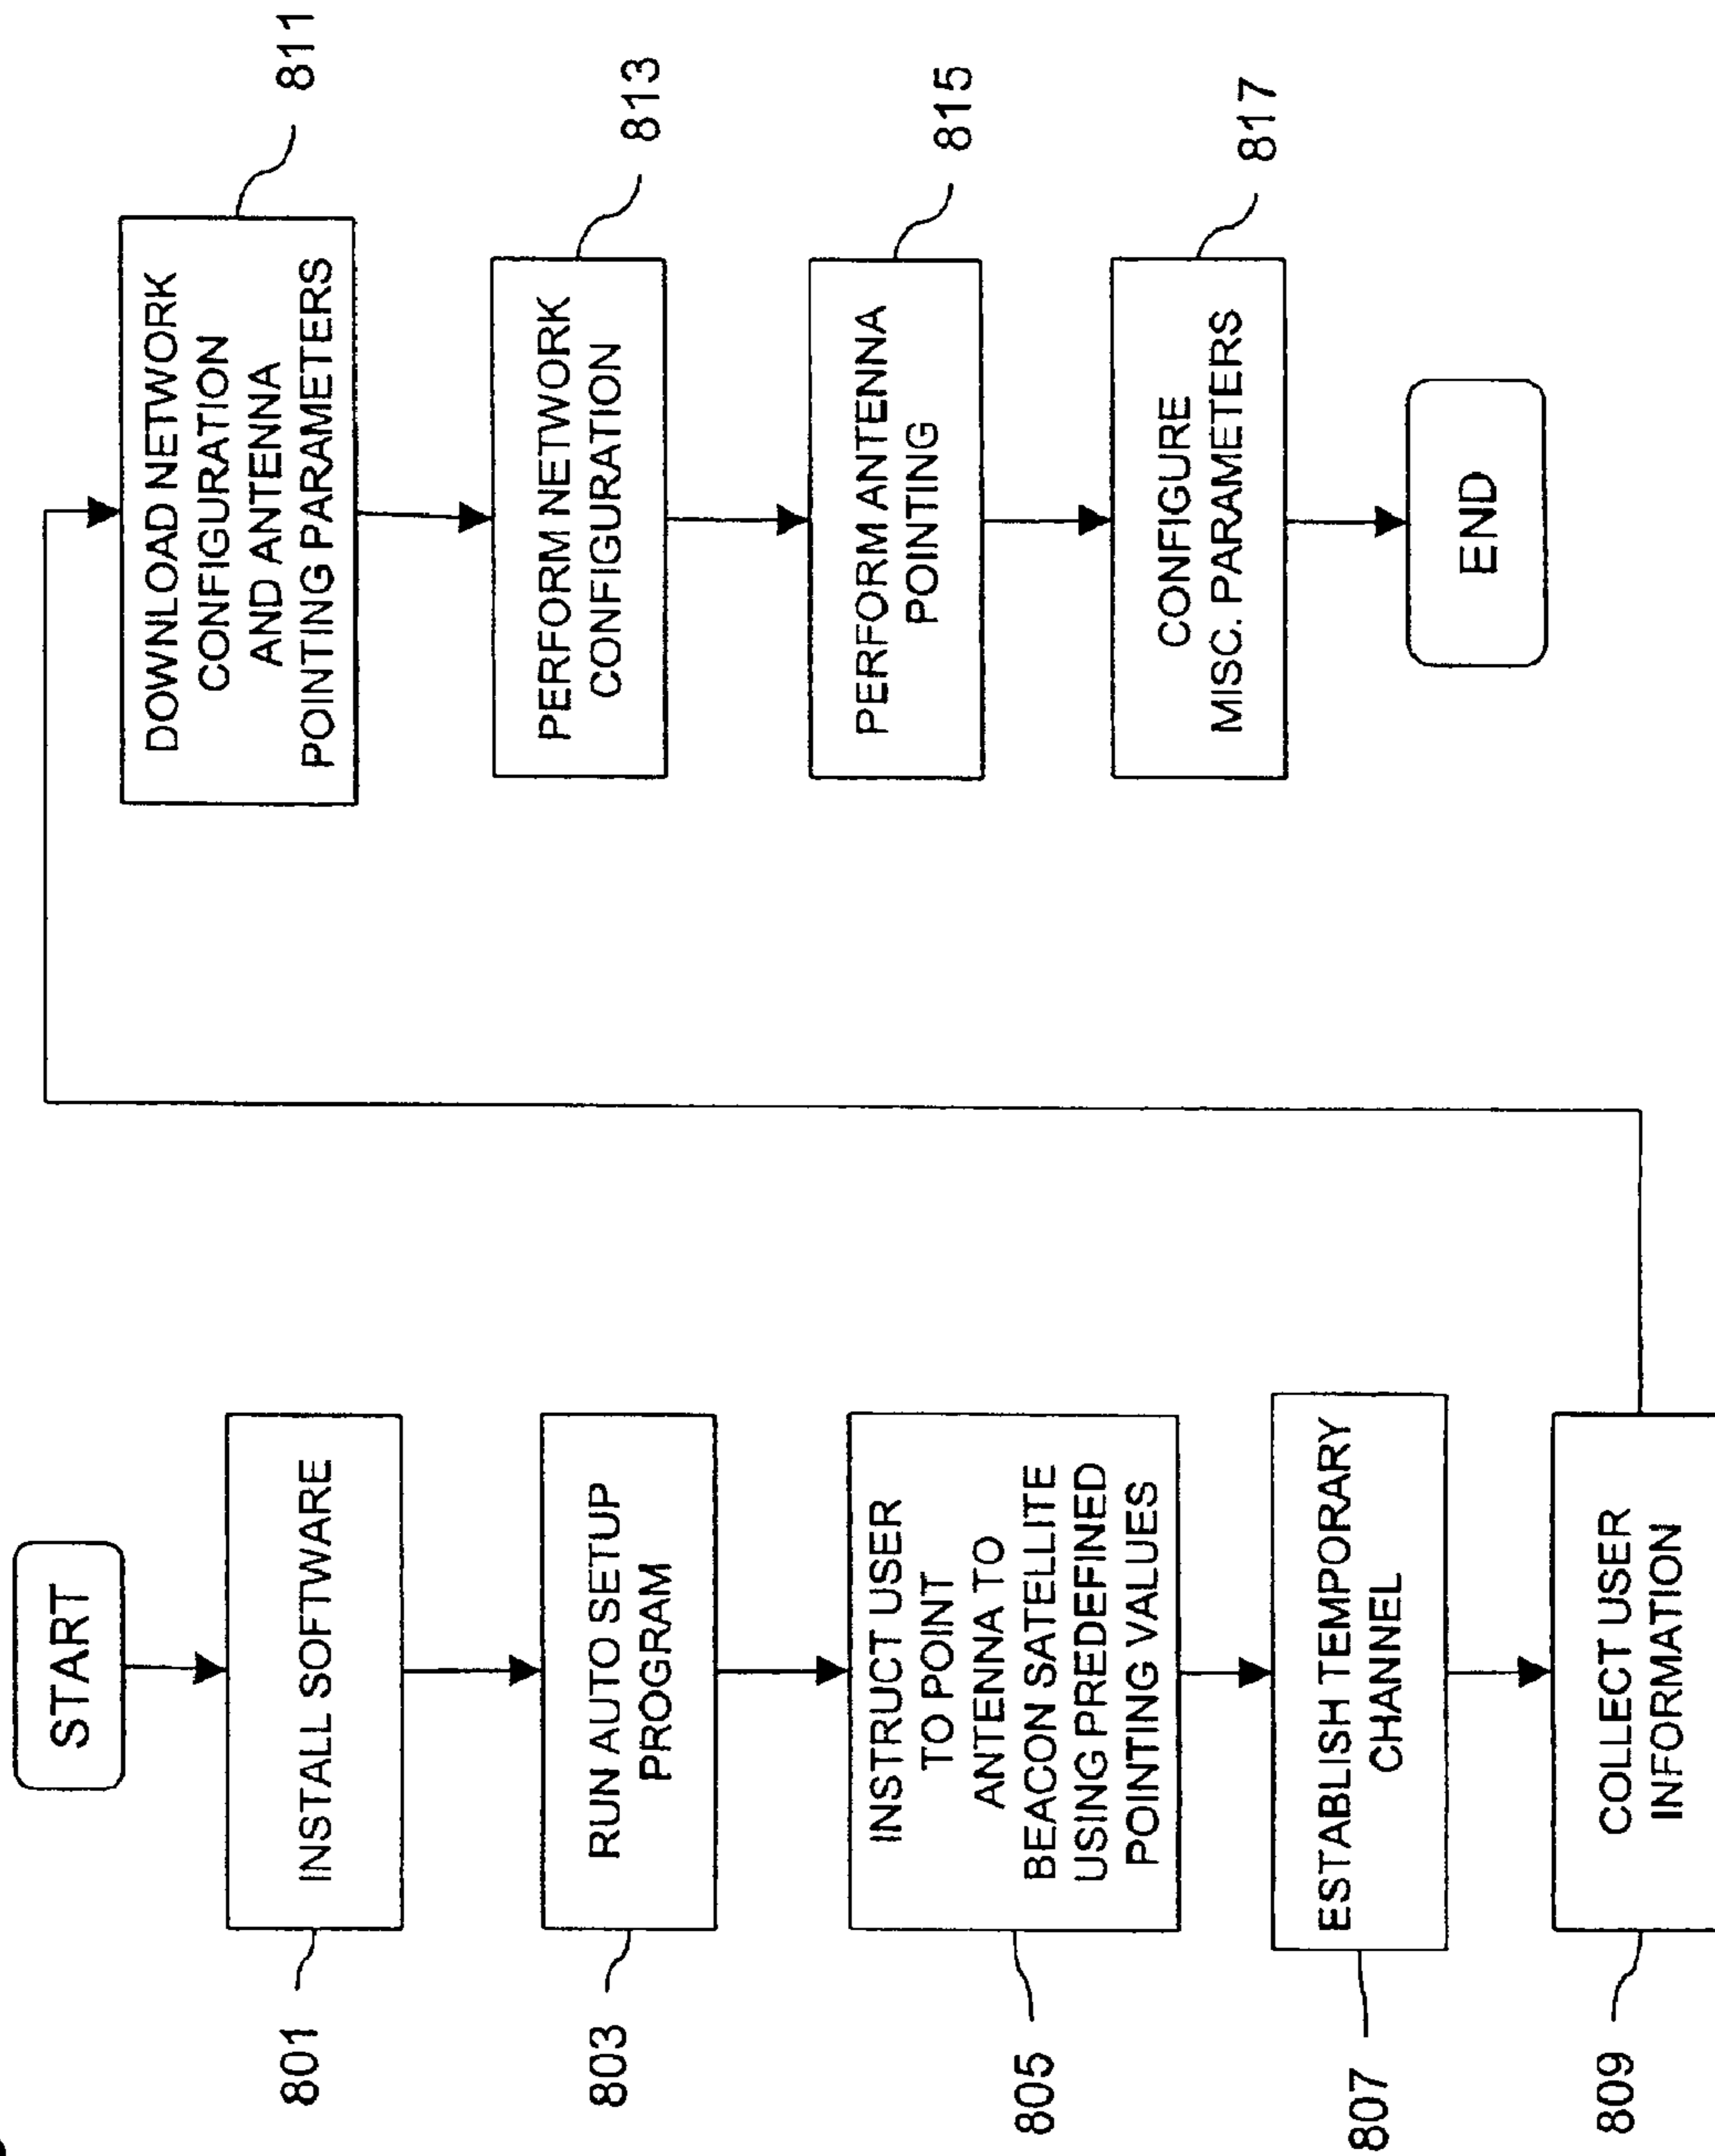 START
801
INSTALL SOFTWARE
803
RUN AUTO SETUP
PROGRAM
805
INSTRUCT USER
TO POINT
ANTENNA TO
BEACON SATELLITE
USING PREDEFINED
POINTING VALUES
807
ESTABLISH TEMPORARY
CHANNEL
809
COLLECT USER
INFORMATION
811
DOWNLOAD NETWORK
CONFIGURATION
AND ANTENNA
POINTING PARAMETERS
813
PERFORM NETWORK
CONFIGURATION
815
PERFORM ANTENNA
POINTING
817
CONFIGURE
MISC. PARAMETERS
END